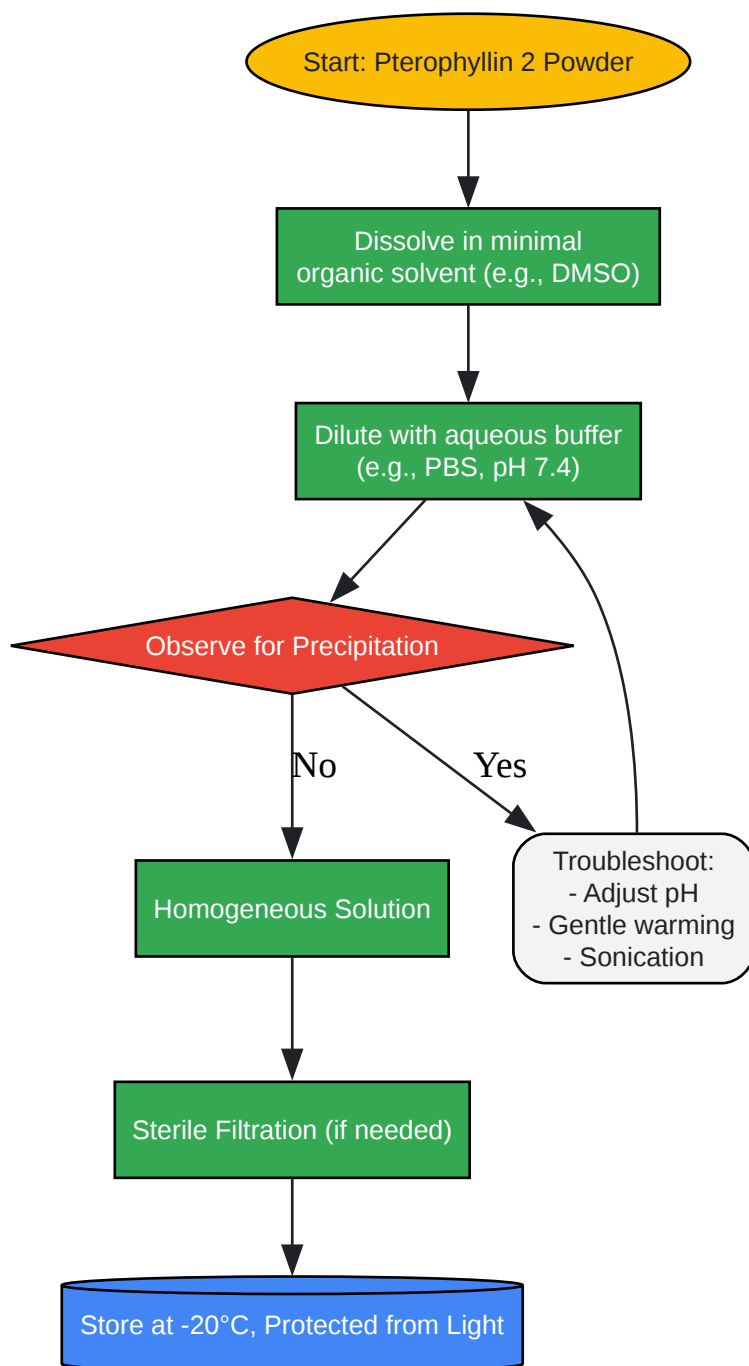 Start: Pterophyllin 2 Powder
Dissolve in minimal
organic solvent (e.g., DMSO)
Dilute with aqueous buffer
(e.g., PBS, pH 7.4)
Observe for Precipitation
No
Yes
Homogeneous Solution
Troubleshoot:
- Adjust pH
- Gentle warming
- Sonication
Sterile Filtration (if needed)
Store at -20°C, Protected from Light